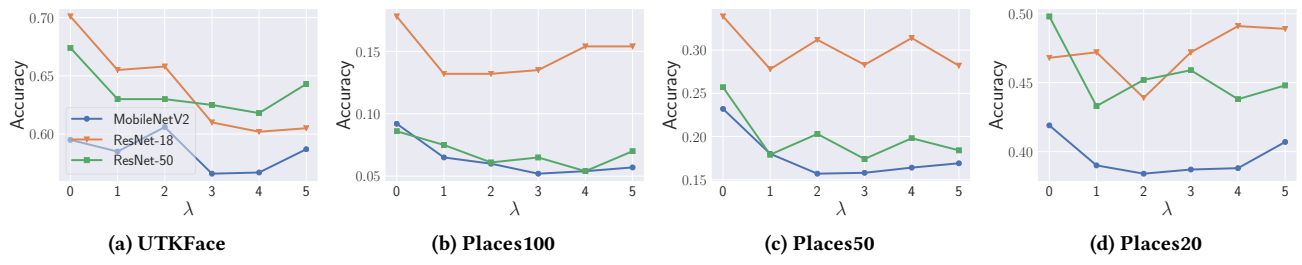 Accuracy
0.70
0.65
0.60
MobileNetV2
ResNet-18
ResNet-50
0 1 2 3 4 5
λ
(a) UTKFace
Accuracy
0.15
0.10
0.05
0 1 2 3 4 5
λ
(b) Places100
Accuracy
0.30
0.25
0.20
0.15
0 1 2 3 4 5
λ
(c) Places50
Accuracy
0.50
0.45
0.40
0 1 2 3 4 5
λ
(d) Places20